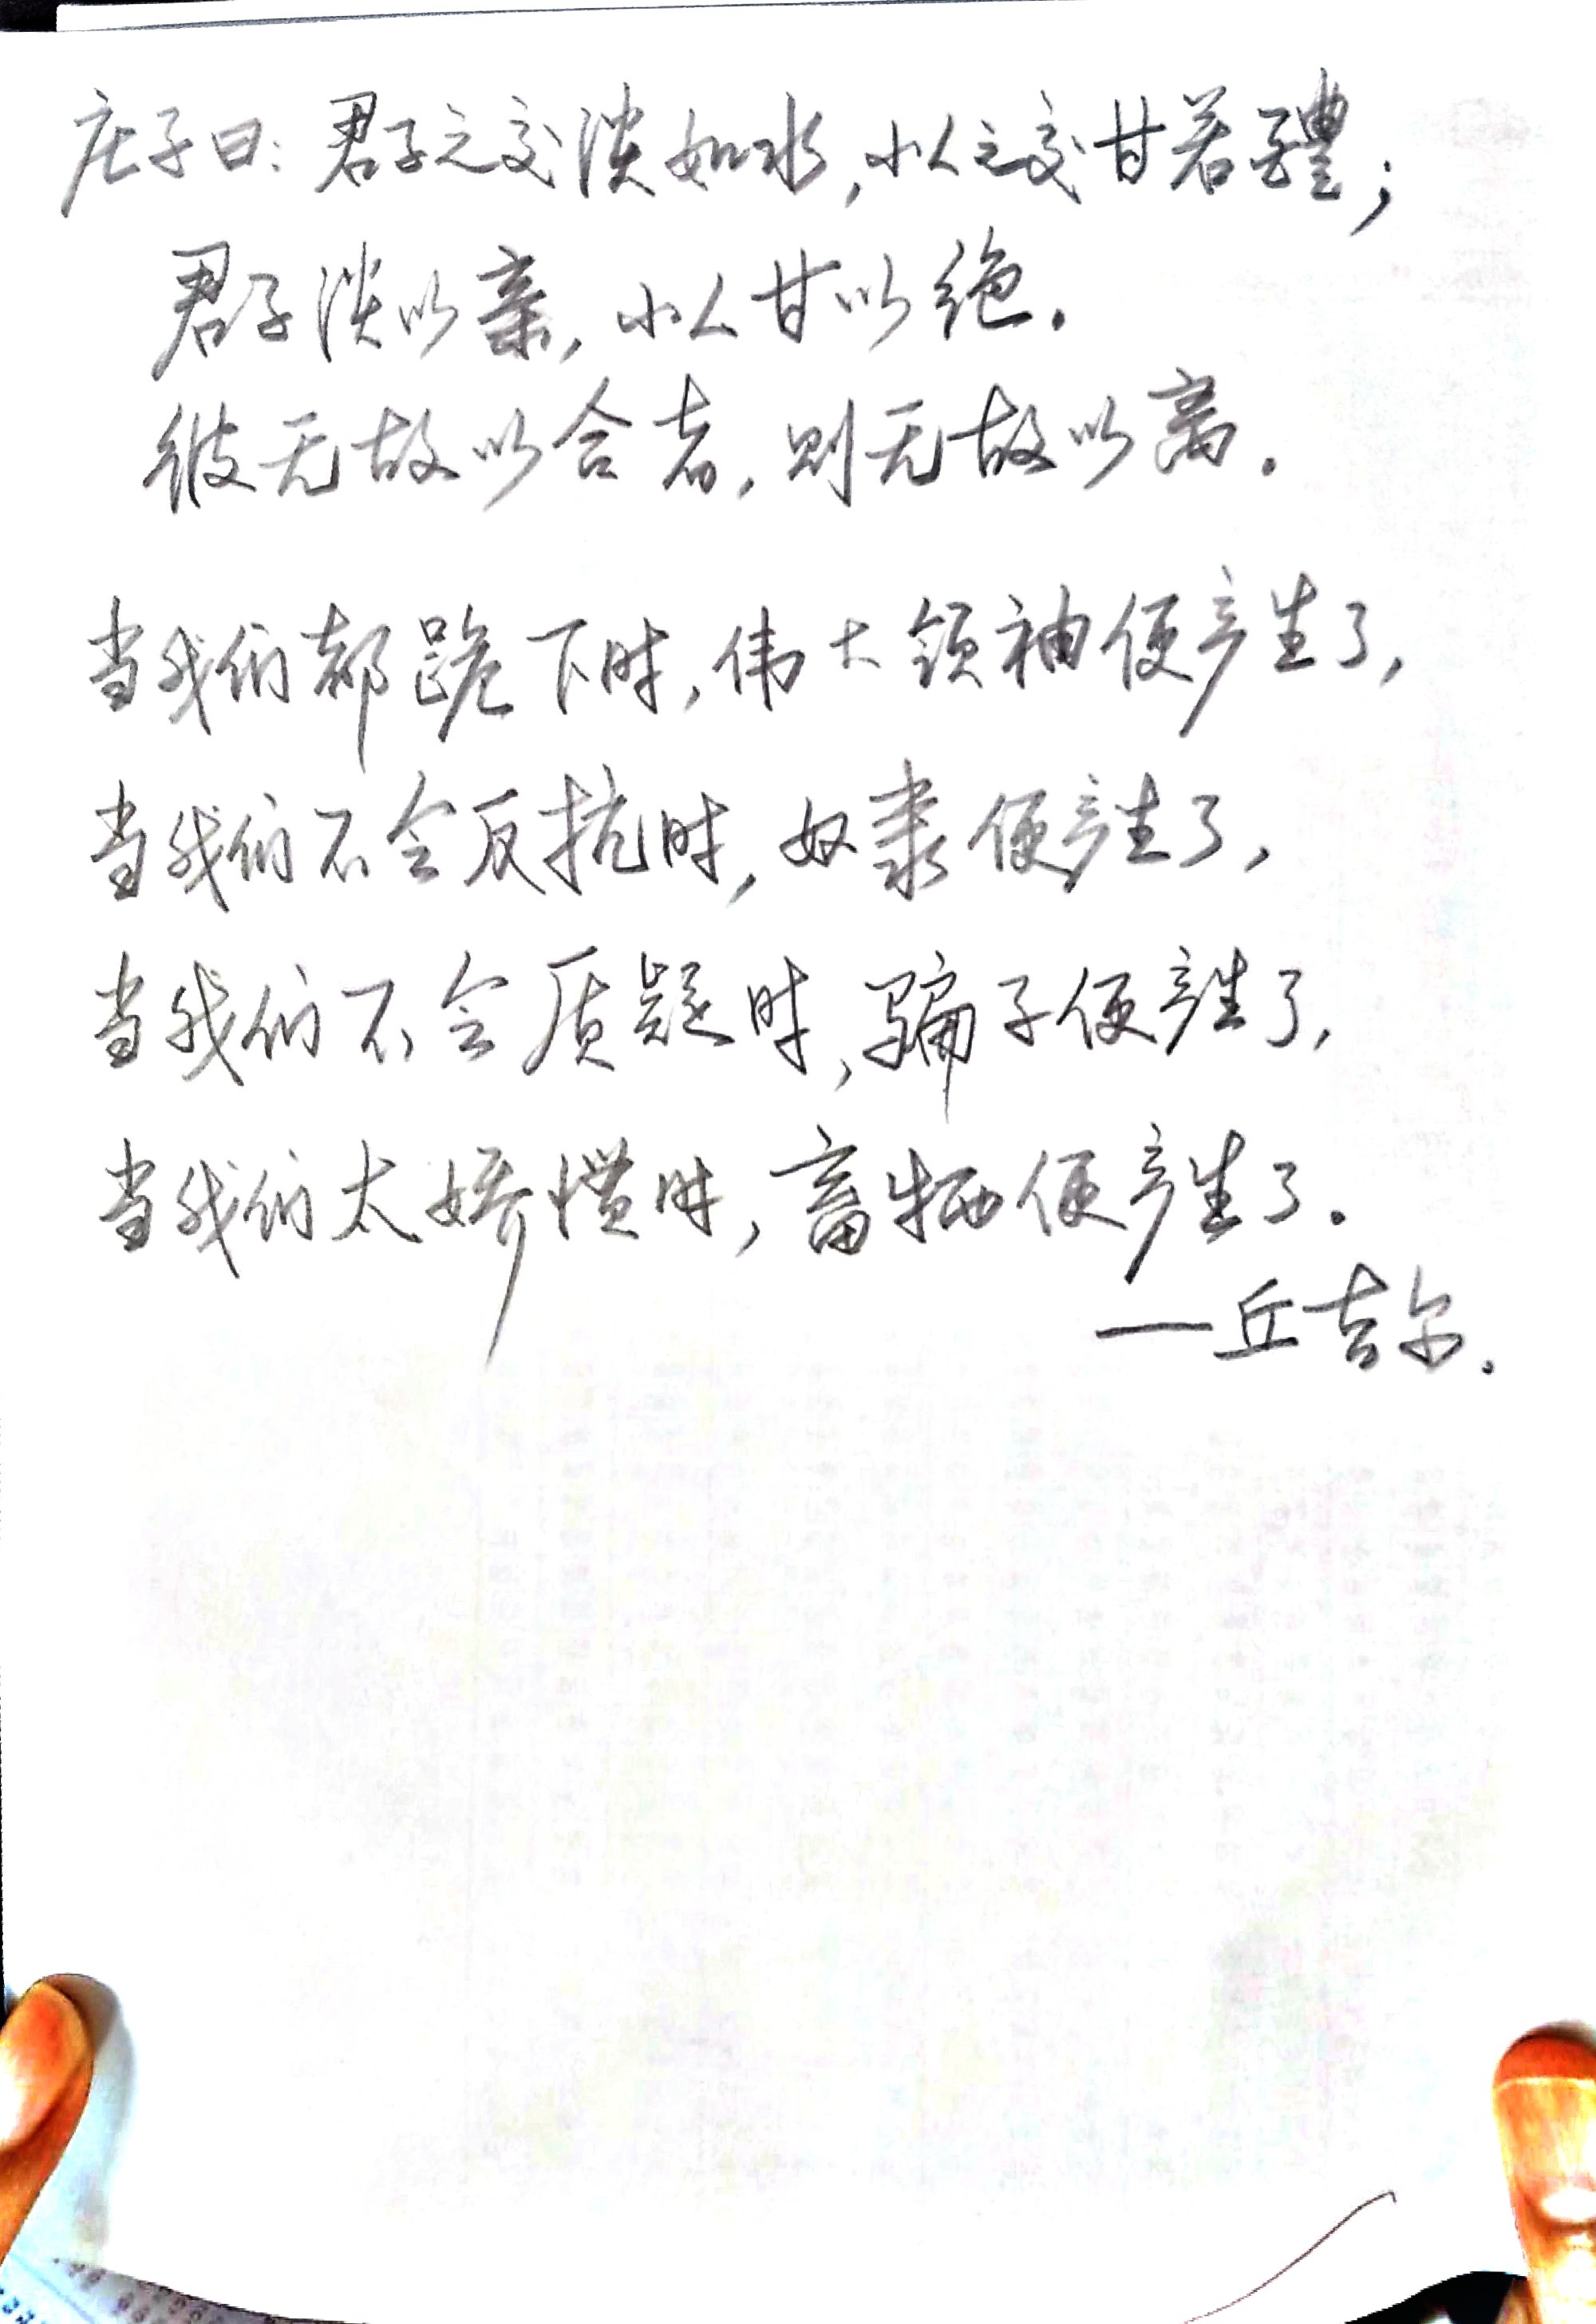 庄子曰：君子之交淡如水，小人之交甘若醴；
君子淡以亲，小人甘以绝．
彼无故以合者，则无故以离．
当我们都跪下时，伟大领袖便产生了，
当我们不会反抗时，奴隶便产生了，
当我们不会质疑时，骗子便产生了，
当我们太娇惯时，畜牲便产生了．
—丘吉尔．